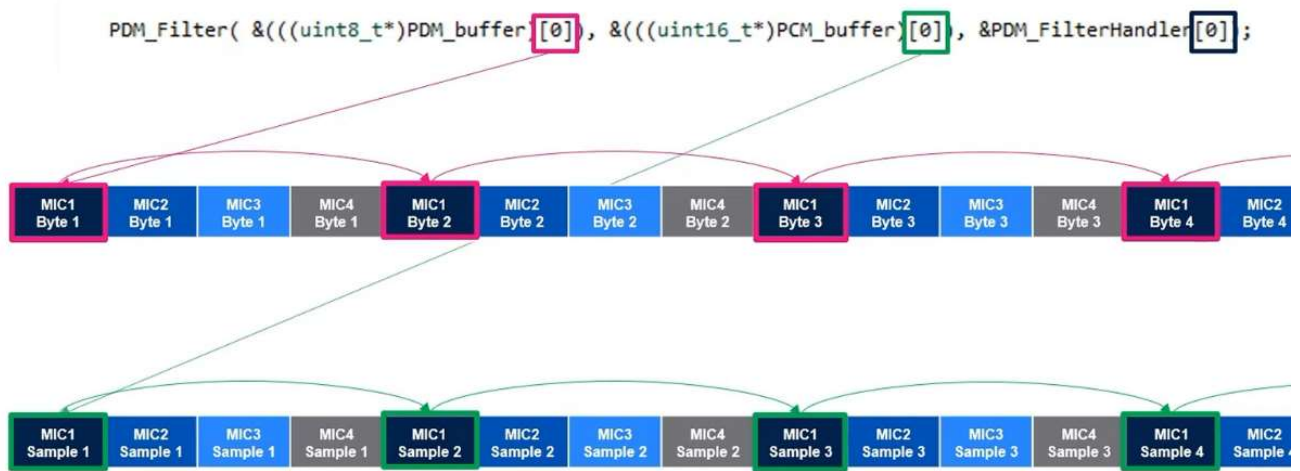 PDM_Filter( &(((uint8_t*)PDM_buffer)[0]), &(((uint16_t*)PCM_buffer)[0]), &PDM_FilterHandler[0]);
MIC1 MIC2 MIC3 MIC4 MIC1 MIC2 MIC3 MIC4 MIC1 MIC2 MIC3 MIC4 MIC1 MIC2
Byte 1 Byte 1 Byte 1 Byte 1 Byte 2 Byte 2 Byte 2 Byte 2 Byte 3 Byte 3 Byte 3 Byte 3 Byte 4 Byte 4
MIC1 MIC2 MIC3 MIC4 MIC1 MIC2 MIC3 MIC4 MIC1 MIC2 MIC3 MIC4 MIC1 MIC2
Sample 1 Sample 1 Sample 1 Sample 1 Sample 2 Sample 2 Sample 2 Sample 2 Sample 3 Sample 3 Sample 3 Sample 3 Sample 4 Sample 4